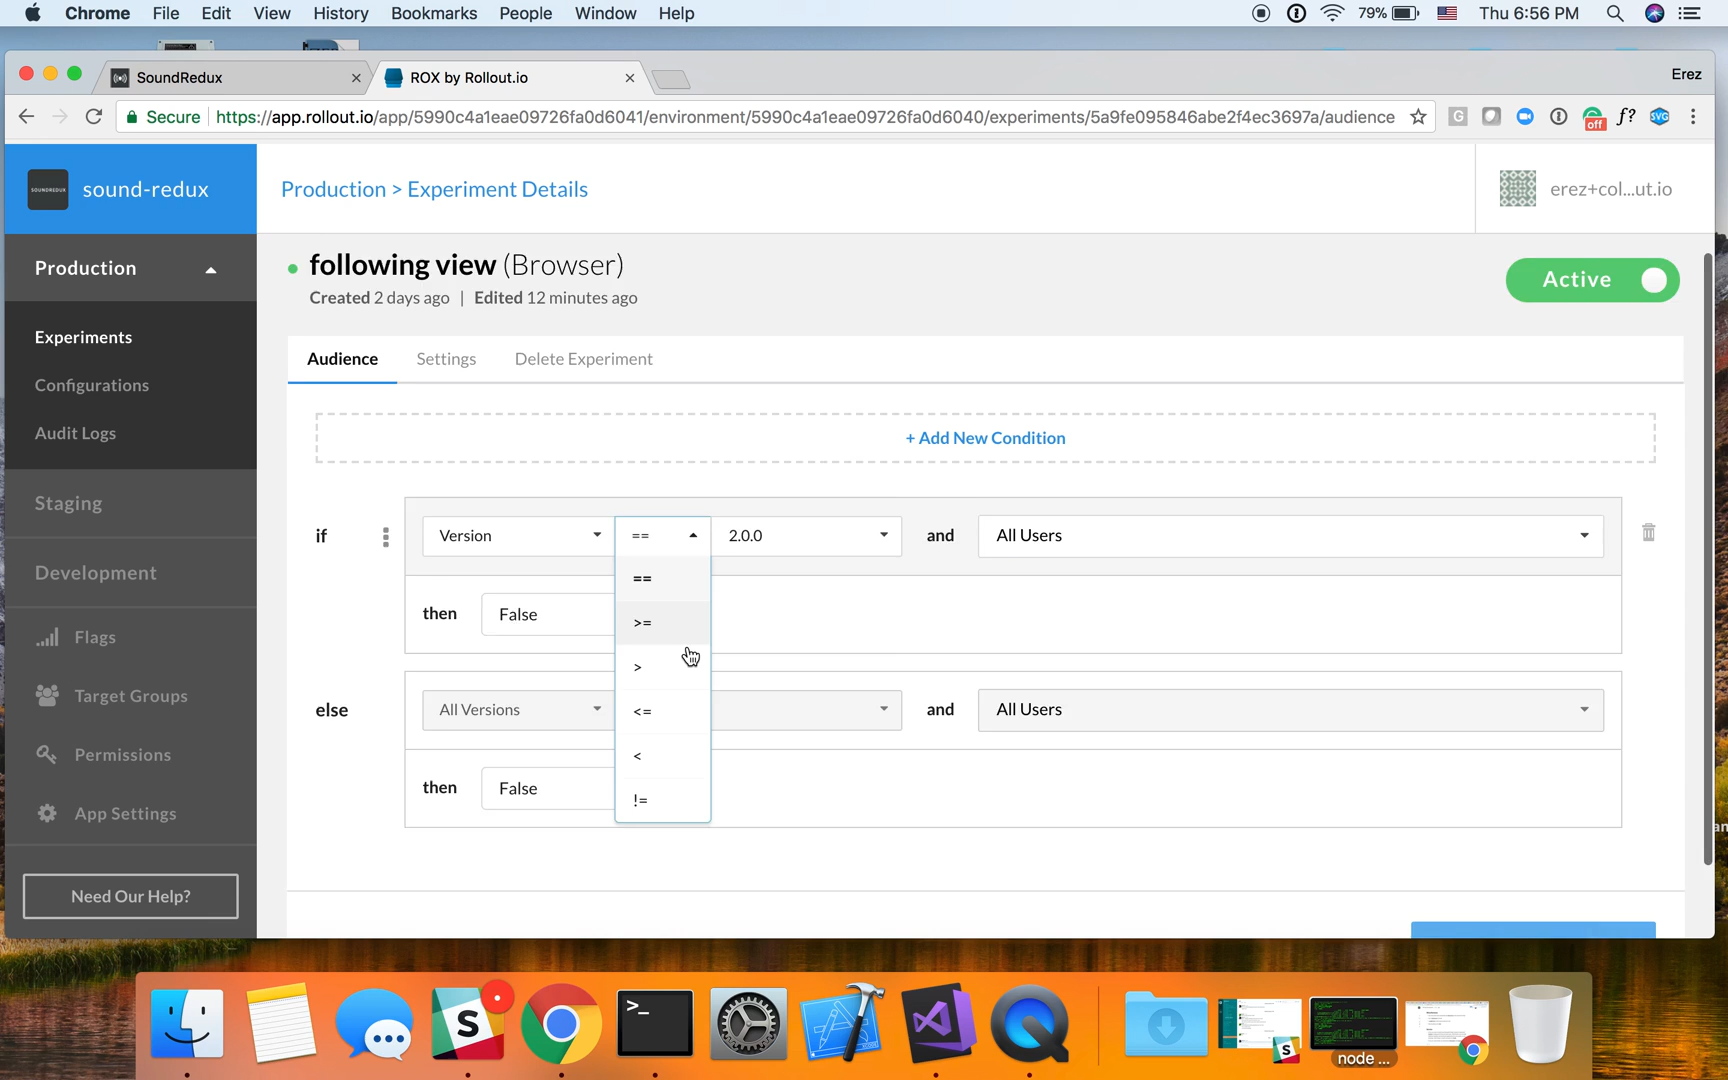 Chrome File Edit View History Bookmarks People Window Help 79% Thu 6:56 PM
SoundRedux ROX by Rollout.io Erez
Secure https://app.rollout.io/app/5990c4a1eae09726fa0d6041/environment/5990c4a1eae09726fa0d6040/experiments/5a9fe095846abe2f4ec3697a/audience G off f? SVG
SOUNDREDUX sound-redux Production > Experiment Details erez+col...ut.io
Production
following view (Browser)
Active
Created 2 days ago | Edited 12 minutes ago
Experiments
Audience Settings Delete Experiment
Configurations
Audit Logs
+ Add New Condition
Staging
if Version == 2.0.0 and All Users
Development
==
then False
>=
Flags
>
Target Groups
else All Versions <= and All Users
Permissions
<
then False
!=
App Settings
Need Our Help?
>_
S
node ...